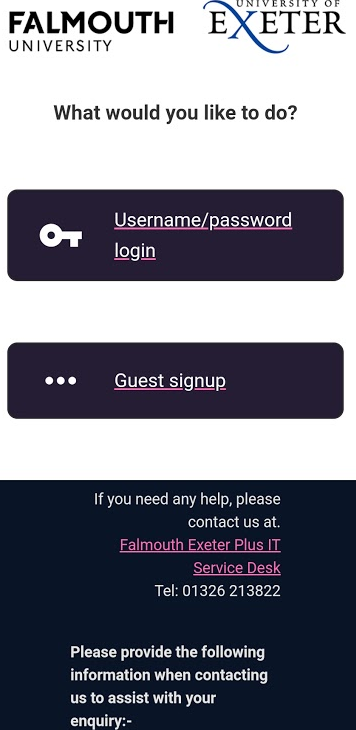 FALMOUTH
UNIVERSITY
UNIVERSITY OF
EXETER
What would you like to do?
Username/password
login
Guest signup
If you need any help, please
contact us at.
Falmouth Exeter Plus IT
Service Desk
Tel: 01326 213822
Please provide the following
information when contacting
us to assist with your
enquiry:-